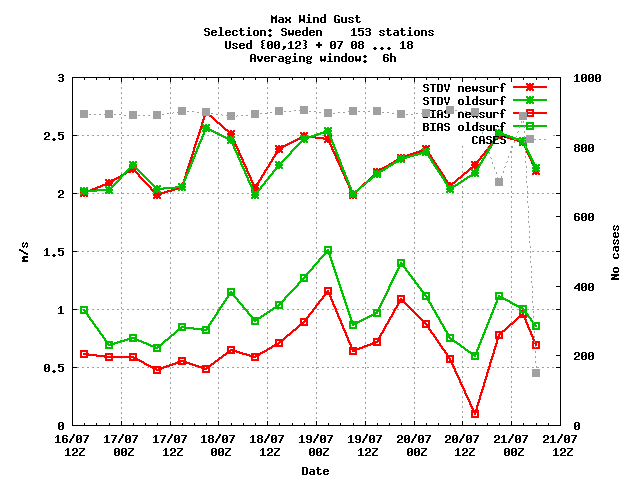 Max Wind Gust
Selection: Sweden    153 stations
Used {00,12} + 07 08 ... 18
Averaging window:  6h
STDV newsurf
STDV oldsurf
BIAS newsurf
BIAS oldsurf
CASES
3
2.5
2
1.5
1
0.5
0
m/s
1000
800
600
400
200
0
No cases
16/07 17/07 17/07 18/07 18/07 19/07 19/07 20/07 20/07 21/07 21/07
12Z 00Z 12Z 00Z 12Z 00Z 12Z 00Z 12Z 00Z 12Z
Date